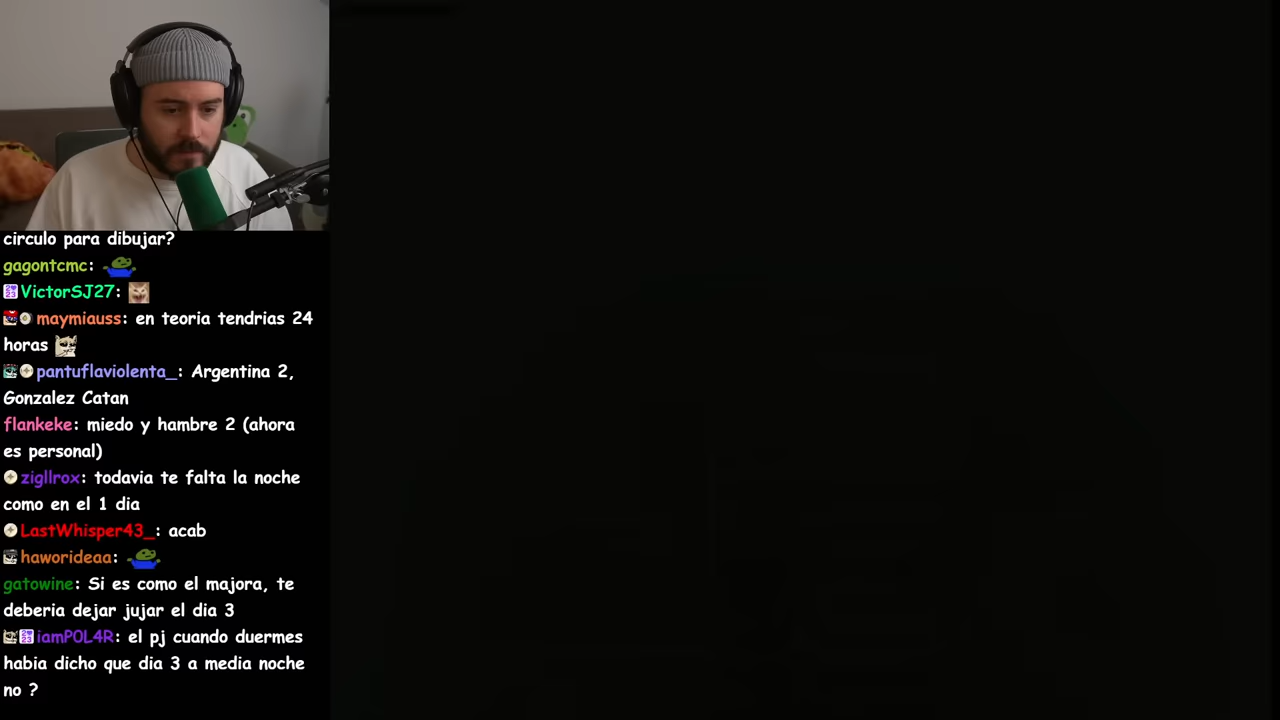 circulo para dibujar?
gagontcmc:
VictorSJ27:
maymiauss: en teoria tendrias 24
horas
pantuflaviolenta_: Argentina 2,
Gonzalez Catan
flankeke: miedo y hambre 2 (ahora
es personal)
zigllrox: todavia te falta la noche
como en el 1 dia
LastWhisper43_: acab
haworideaa:
gatowine: Si es como el majora, te
deberia dejar jujar el dia 3
iamP0L4R: el pj cuando duermes
habia dicho que dia 3 a media noche
no ?